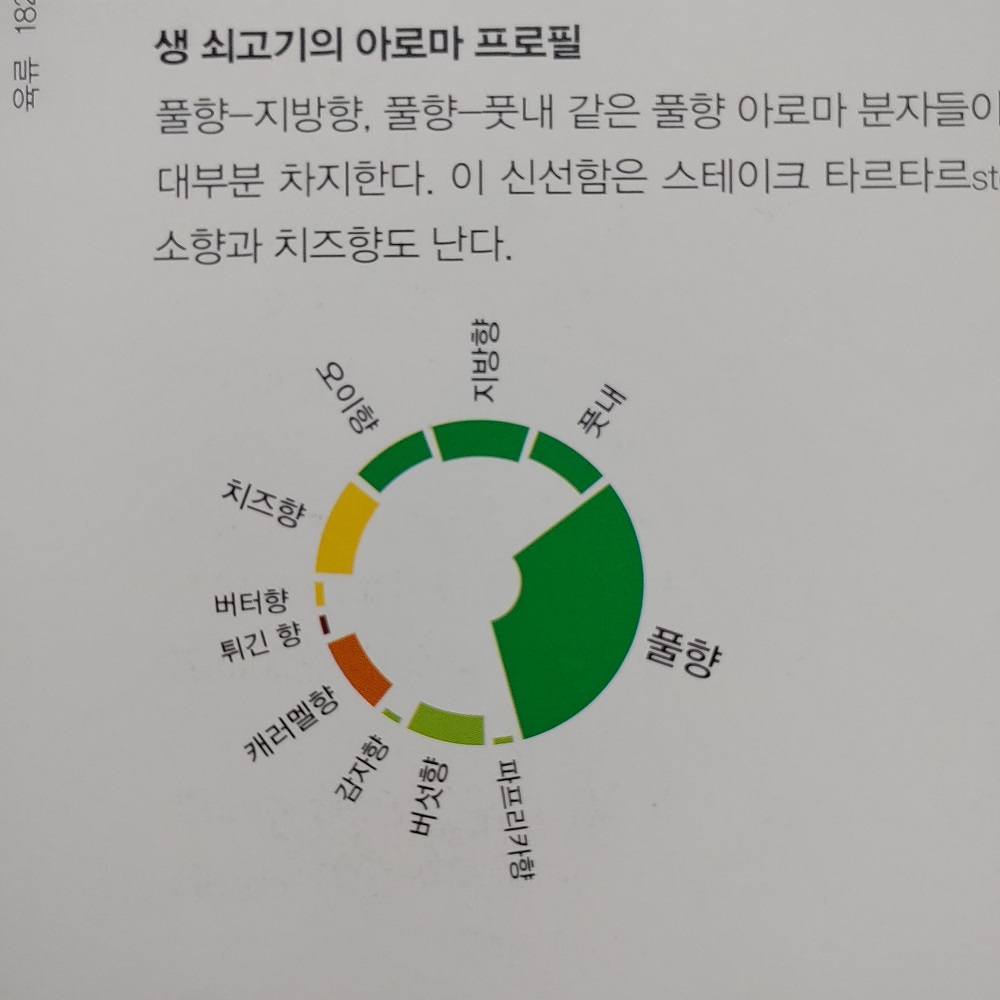 육류 182
생 쇠고기의 아로마 프로필
풀향–지방향, 풀향–풋내 같은 풀향 아로마 분자들이
대부분 차지한다. 이 신선함은 스테이크 타르타르st
소향과 치즈향도 난다.
지방향
오이향
풋내
치즈향
버터향
튀긴 향
풀향
캐러멜향
감자향
버섯향
파프리카향